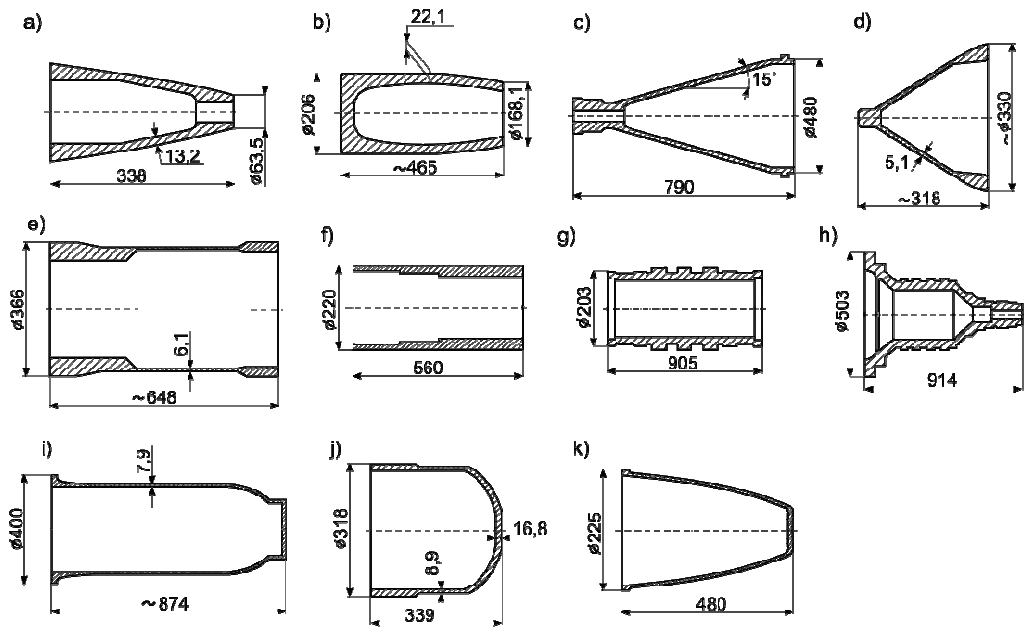 a)
13,2
338
ø63,5
b)
22,1
ø206
ø168,1
~465
c)
15°
ø480
790
d)
~ø330
5,1
~318
e)
ø366
6,1
~648
f)
ø220
560
g)
ø203
905
h)
ø503
914
i)
7,9
ø400
~874
j)
ø318
16,8
8,9
339
k)
ø225
480